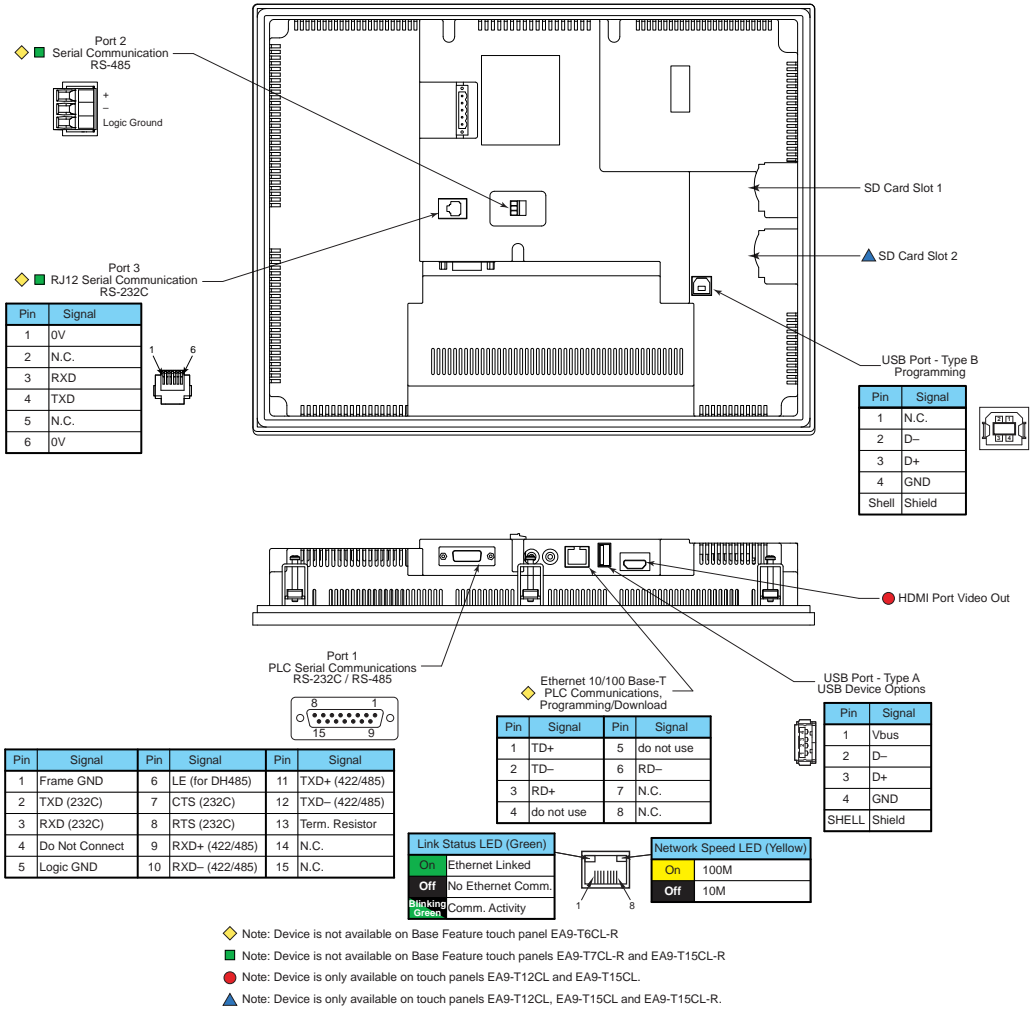 Port 2
Serial Communication
RS-485
+
–
Logic Ground
SD Card Slot 1
SD Card Slot 2
Port 3
RJ12 Serial Communication
RS-232C
Pin Signal
1 0V
2 N.C.
3 RXD
4 TXD
5 N.C.
6 0V
1 6
USB Port - Type B
Programming
Pin Signal
1 N.C.
2 D–
3 D+
4 GND
Shell Shield
2 1
3 4
HDMI Port Video Out
Port 1
PLC Serial Communications
RS-232C / RS-485
8 1
15 9
Pin Signal Pin Signal Pin Signal
1 Frame GND 6 LE (for DH485) 11 TXD+ (422/485)
2 TXD (232C) 7 CTS (232C) 12 TXD– (422/485)
3 RXD (232C) 8 RTS (232C) 13 Term. Resistor
4 Do Not Connect 9 RXD+ (422/485) 14 N.C.
5 Logic GND 10 RXD– (422/485) 15 N.C.
Ethernet 10/100 Base-T
PLC Communications,
Programming/Download
Pin Signal Pin Signal
1 TD+ 5 do not use
2 TD– 6 RD–
3 RD+ 7 N.C.
4 do not use 8 N.C.
USB Port - Type A
USB Device Options
Pin Signal
1 Vbus
2 D–
3 D+
4 GND
SHELL Shield
Link Status LED (Green)
On Ethernet Linked
Off No Ethernet Comm.
Blinking Green Comm. Activity
1 8
Network Speed LED (Yellow)
On 100M
Off 10M
Note: Device is not available on Base Feature touch panel EA9-T6CL-R
Note: Device is not available on Base Feature touch panels EA9-T7CL-R and EA9-T15CL-R
Note: Device is only available on touch panels EA9-T12CL and EA9-T15CL.
Note: Device is only available on touch panels EA9-T12CL, EA9-T15CL and EA9-T15CL-R.